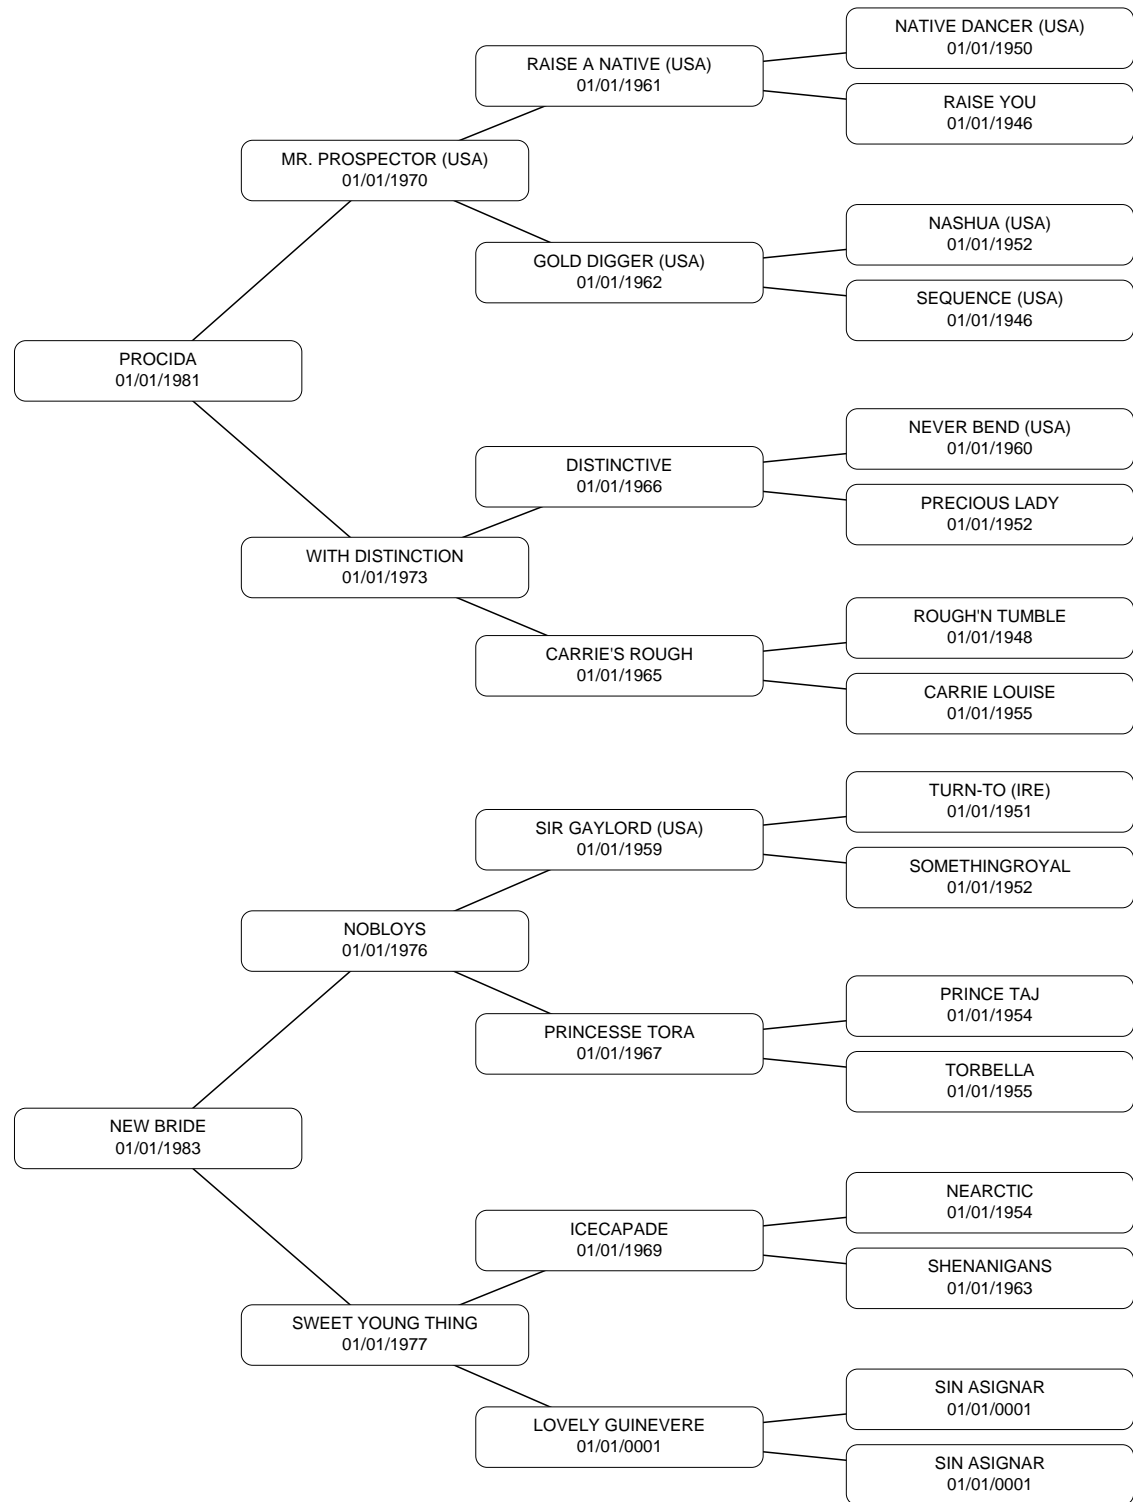 NATIVE DANCER (USA)
01/01/1950
RAISE A NATIVE (USA)
01/01/1961
RAISE YOU
01/01/1946
MR. PROSPECTOR (USA)
01/01/1970
NASHUA (USA)
01/01/1952
GOLD DIGGER (USA)
01/01/1962
SEQUENCE (USA)
01/01/1946
PROCIDA
01/01/1981
NEVER BEND (USA)
01/01/1960
DISTINCTIVE
01/01/1966
PRECIOUS LADY
01/01/1952
WITH DISTINCTION
01/01/1973
ROUGH'N TUMBLE
01/01/1948
CARRIE'S ROUGH
01/01/1965
CARRIE LOUISE
01/01/1955
TURN-TO (IRE)
01/01/1951
SIR GAYLORD (USA)
01/01/1959
SOMETHINGROYAL
01/01/1952
NOBLOYS
01/01/1976
PRINCE TAJ
01/01/1954
PRINCESSE TORA
01/01/1967
TORBELLA
01/01/1955
NEW BRIDE
01/01/1983
NEARCTIC
01/01/1954
ICECAPADE
01/01/1969
SHENANIGANS
01/01/1963
SWEET YOUNG THING
01/01/1977
SIN ASIGNAR
01/01/0001
LOVELY GUINEVERE
01/01/0001
SIN ASIGNAR
01/01/0001